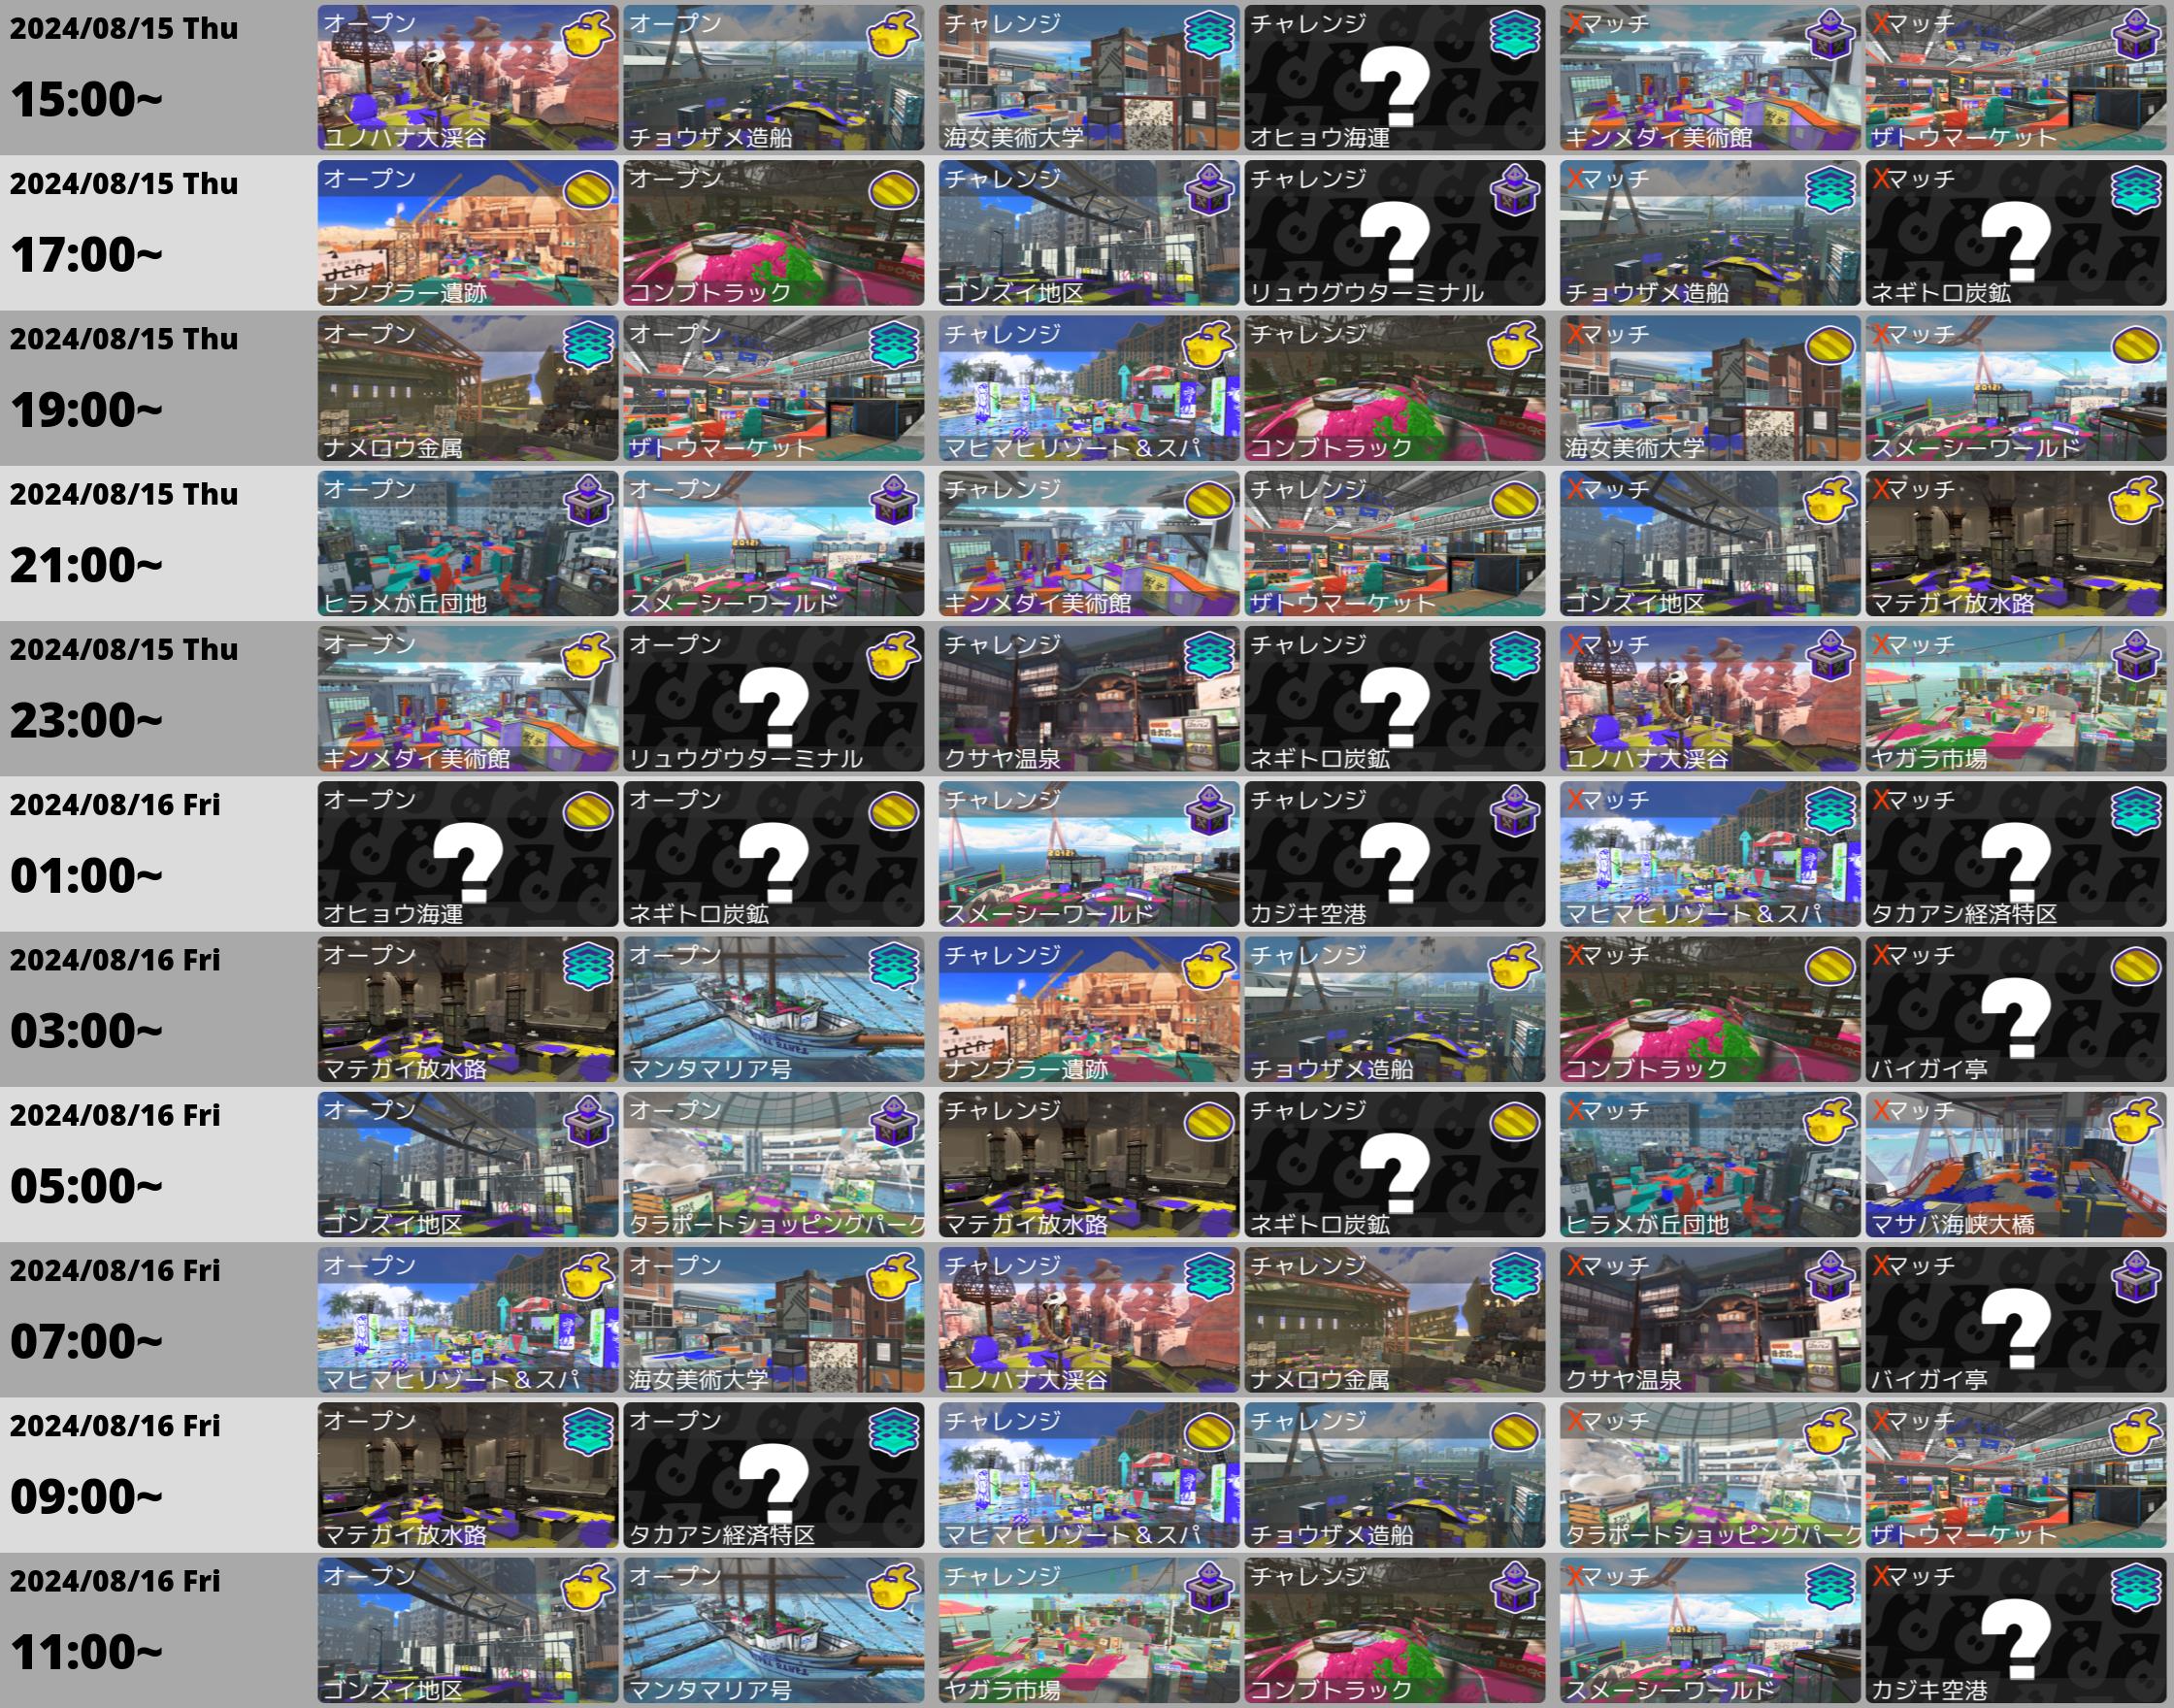 2024/08/15 Thu
15:00~
オープン オープン チャレンジ チャレンジ Xマッチ Xマッチ
ユノハナ大渓谷 チョウザメ造船 海女美術大学 オヒョウ海運 キンメダイ美術館 ザトウマーケット
2024/08/15 Thu
17:00~
オープン オープン チャレンジ チャレンジ Xマッチ Xマッチ
ナンプラー遺跡 コンブトラック ゴンズイ地区 リュウグウターミナル チョウザメ造船 ネギトロ炭鉱
2024/08/15 Thu
19:00~
オープン オープン チャレンジ チャレンジ Xマッチ Xマッチ
ナメロウ金属 ザトウマーケット マヒマヒリゾート＆スパ コンブトラック 海女美術大学 スメーシーワールド
2024/08/15 Thu
21:00~
オープン オープン チャレンジ チャレンジ Xマッチ Xマッチ
ヒラメが丘団地 スメーシーワールド キンメダイ美術館 ザトウマーケット ゴンズイ地区 マテガイ放水路
2024/08/15 Thu
23:00~
オープン オープン チャレンジ チャレンジ Xマッチ Xマッチ
キンメダイ美術館 リュウグウターミナル クサヤ温泉 ネギトロ炭鉱 ユノハナ大渓谷 ヤガラ市場
2024/08/16 Fri
01:00~
オープン オープン チャレンジ チャレンジ Xマッチ Xマッチ
オヒョウ海運 ネギトロ炭鉱 スメーシーワールド カジキ空港 マヒマヒリゾート＆スパ タカアシ経済特区
2024/08/16 Fri
03:00~
オープン オープン チャレンジ チャレンジ Xマッチ Xマッチ
マテガイ放水路 マンタマリア号 ナンプラー遺跡 チョウザメ造船 コンブトラック バイガイ亭
2024/08/16 Fri
05:00~
オープン オープン チャレンジ チャレンジ Xマッチ Xマッチ
ゴンズイ地区 タラポートショッピングパーク マテガイ放水路 ネギトロ炭鉱 ヒラメが丘団地 マサバ海峡大橋
2024/08/16 Fri
07:00~
オープン オープン チャレンジ チャレンジ Xマッチ Xマッチ
マヒマヒリゾート＆スパ 海女美術大学 ユノハナ大渓谷 ナメロウ金属 クサヤ温泉 バイガイ亭
2024/08/16 Fri
09:00~
オープン オープン チャレンジ チャレンジ Xマッチ Xマッチ
マテガイ放水路 タカアシ経済特区 マヒマヒリゾート＆スパ チョウザメ造船 タラポートショッピングパーク ザトウマーケット
2024/08/16 Fri
11:00~
オープン オープン チャレンジ チャレンジ Xマッチ Xマッチ
ゴンズイ地区 マンタマリア号 ヤガラ市場 コンブトラック スメーシーワールド カジキ空港